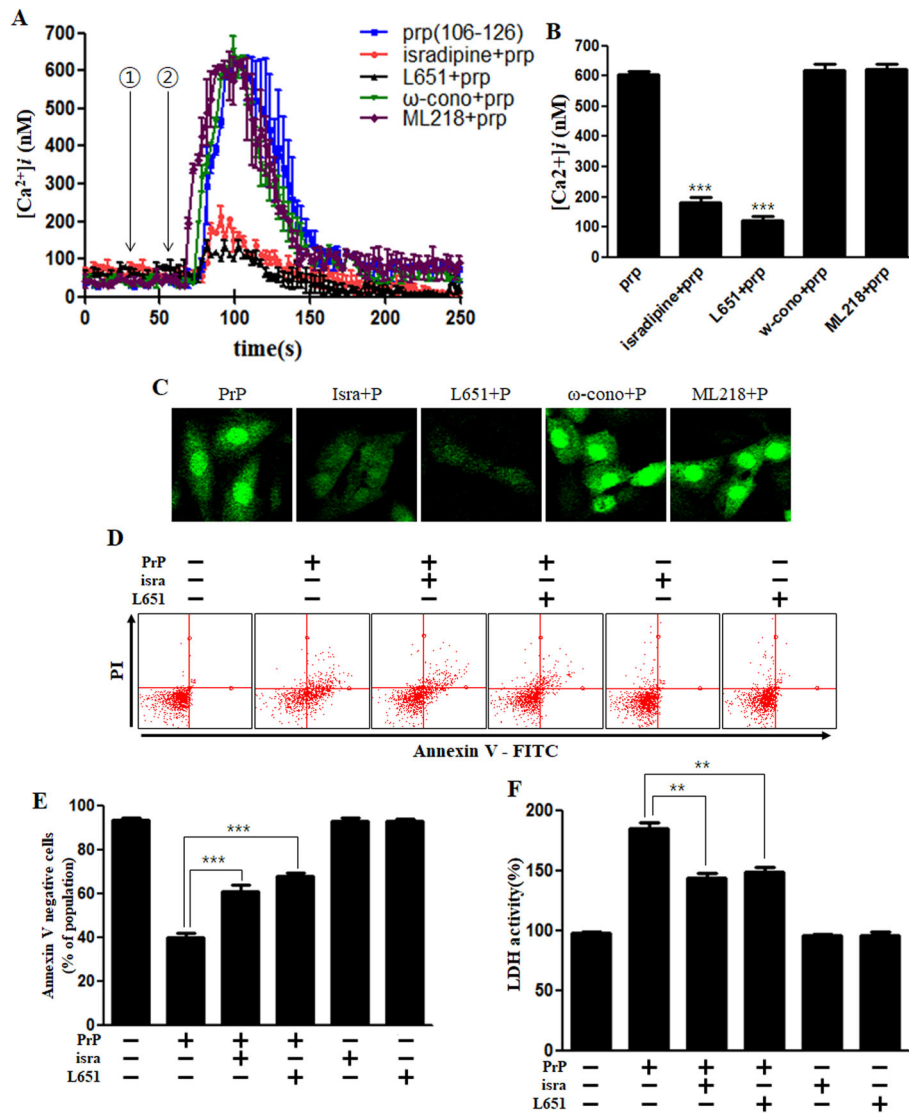 A
700
600
500
400
300
200
100
0
[Ca²⁺]i (nM)
① ②
prp(106-126)
isradipine+prp
L651+prp
ω-cono+prp
ML218+prp
0 50 100 150 200 250
time(s)
B
700
600
500
400
300
200
100
0
[Ca2+]i (nM)
*** ***
prp isradipine+prp L651+prp w-cono+prp ML218+prp
C
PrP Isra+P L651+P ω-cono+P ML218+P
D
PrP − + + + − −
isra − − + − + −
L651 − − − + − +
PI
Annexin V - FITC
E
100
80
60
40
20
0
Annexin V negative cells
(% of population)
***
***
PrP − + + + − −
isra − − + − + −
L651 − − − + − +
F
200
150
100
50
0
LDH activity(%)
**
**
PrP − + + + − −
isra − − + − + −
L651 − − − + − +